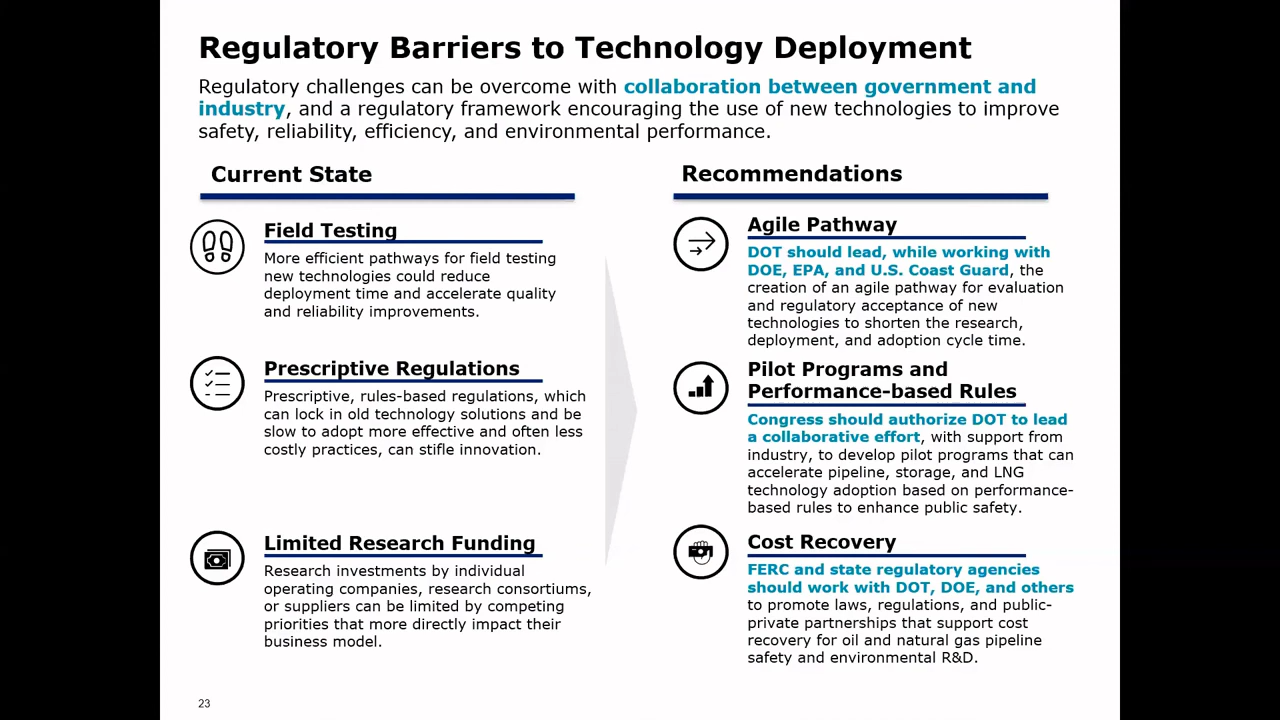 Regulatory Barriers to Technology Deployment
Regulatory challenges can be overcome with collaboration between government and
industry, and a regulatory framework encouraging the use of new technologies to improve
safety, reliability, efficiency, and environmental performance.
Current State
Field Testing
More efficient pathways for field testing
new technologies could reduce
deployment time and accelerate quality
and reliability improvements.
Prescriptive Regulations
Prescriptive, rules-based regulations, which
can lock in old technology solutions and be
slow to adopt more effective and often less
costly practices, can stifle innovation.
Limited Research Funding
Research investments by individual
operating companies, research consortiums,
or suppliers can be limited by competing
priorities that more directly impact their
business model.
Recommendations
Agile Pathway
DOT should lead, while working with
DOE, EPA, and U.S. Coast Guard, the
creation of an agile pathway for evaluation
and regulatory acceptance of new
technologies to shorten the research,
deployment, and adoption cycle time.
Pilot Programs and
Performance-based Rules
Congress should authorize DOT to lead
a collaborative effort, with support from
industry, to develop pilot programs that can
accelerate pipeline, storage, and LNG
technology adoption based on performance-
based rules to enhance public safety.
Cost Recovery
FERC and state regulatory agencies
should work with DOT, DOE, and others
to promote laws, regulations, and public-
private partnerships that support cost
recovery for oil and natural gas pipeline
safety and environmental R&D.
23